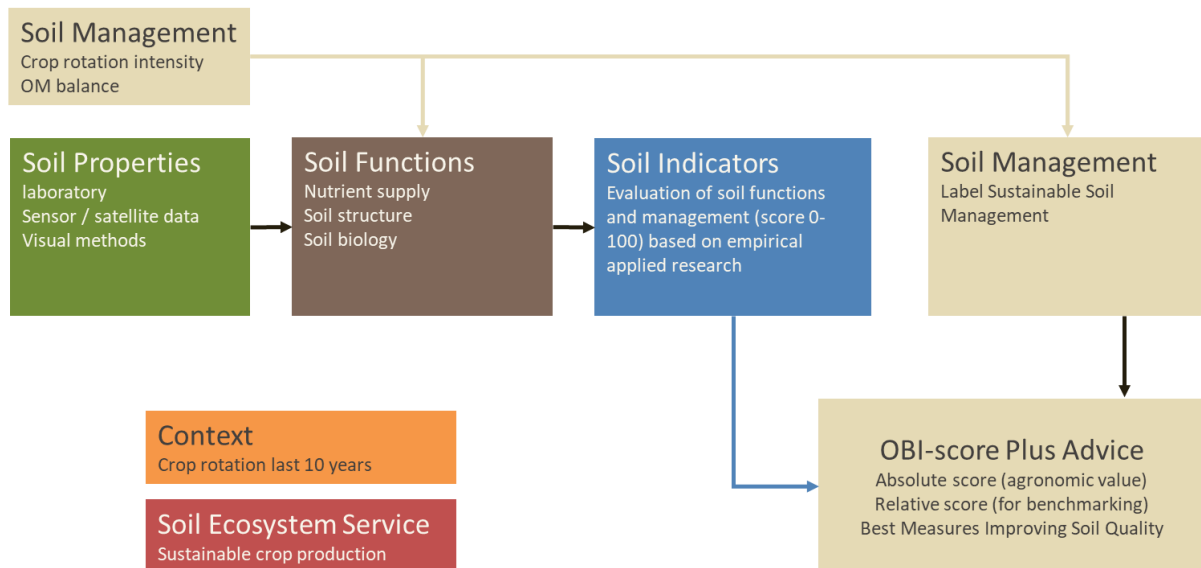 Soil Management
Crop rotation intensity
OM balance
Soil Properties
laboratory
Sensor / satellite data
Visual methods
Soil Functions
Nutrient supply
Soil structure
Soil biology
Soil Indicators
Evaluation of soil functions
and management (score 0-
100) based on empirical
applied research
Soil Management
Label Sustainable Soil
Management
Context
Crop rotation last 10 years
Soil Ecosystem Service
Sustainable crop production
OBI-score Plus Advice
Absolute score (agronomic value)
Relative score (for benchmarking)
Best Measures Improving Soil Quality